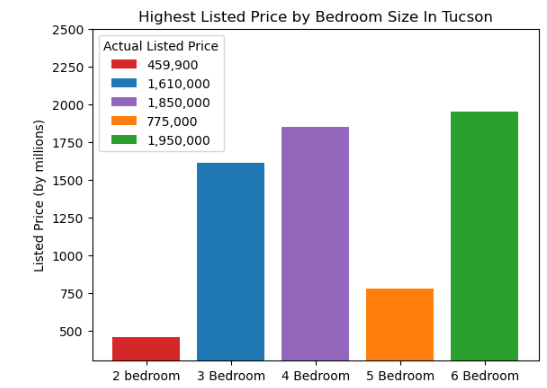 Highest Listed Price by Bedroom Size In Tucson
Listed Price (by millions)
2500
2250
2000
1750
1500
1250
1000
750
500
Actual Listed Price
459,900
1,610,000
1,850,000
775,000
1,950,000
2 bedroom
3 Bedroom
4 Bedroom
5 Bedroom
6 Bedroom